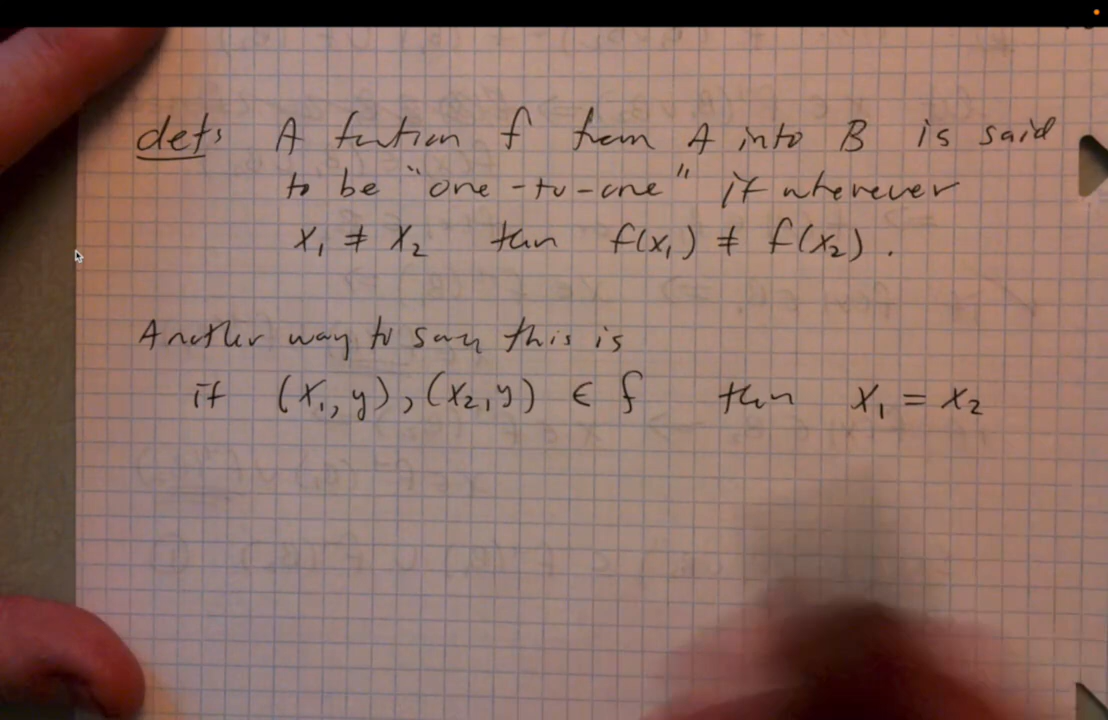 def: A function f from A into B is said
to be "one-to-one" if whenever
x₁ ≠ x₂ then f(x₁) ≠ f(x₂).
Another way to say this is
if (x₁, y), (x₂, y) ∈ f then x₁ = x₂